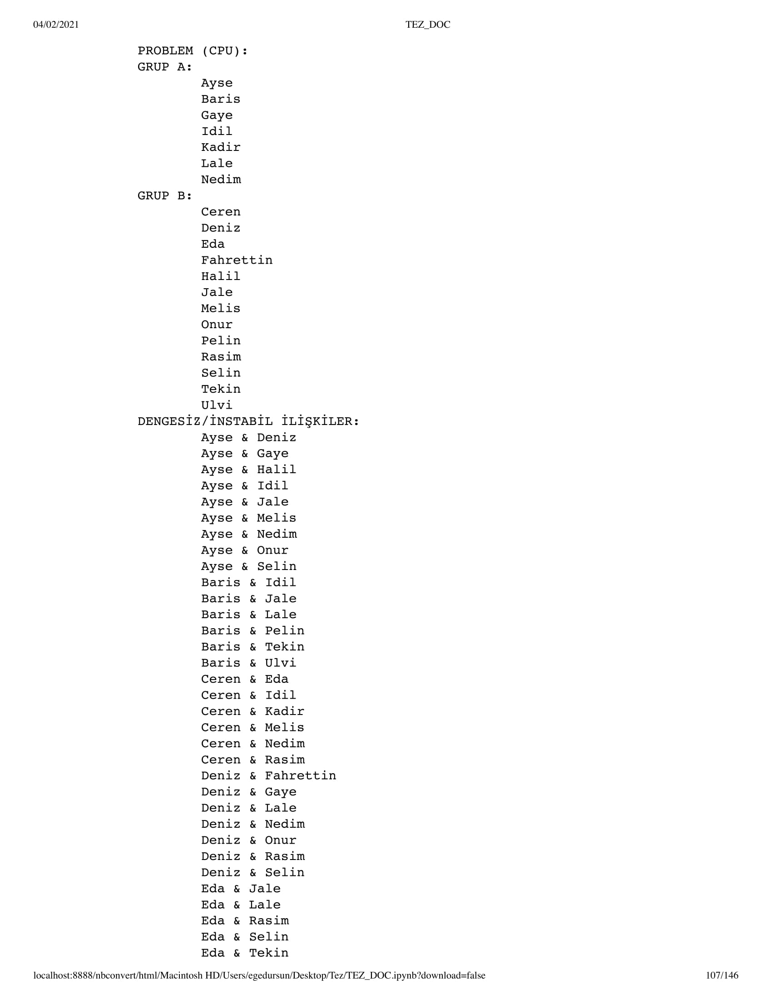 04/02/2021 TEZ_DOC
PROBLEM (CPU):
GRUP A:
Ayse
Baris
Gaye
Idil
Kadir
Lale
Nedim
GRUP B:
Ceren
Deniz
Eda
Fahrettin
Halil
Jale
Melis
Onur
Pelin
Rasim
Selin
Tekin
Ulvi
DENGESİZ/İNSTABİL İLİŞKİLER:
Ayse & Deniz
Ayse & Gaye
Ayse & Halil
Ayse & Idil
Ayse & Jale
Ayse & Melis
Ayse & Nedim
Ayse & Onur
Ayse & Selin
Baris & Idil
Baris & Jale
Baris & Lale
Baris & Pelin
Baris & Tekin
Baris & Ulvi
Ceren & Eda
Ceren & Idil
Ceren & Kadir
Ceren & Melis
Ceren & Nedim
Ceren & Rasim
Deniz & Fahrettin
Deniz & Gaye
Deniz & Lale
Deniz & Nedim
Deniz & Onur
Deniz & Rasim
Deniz & Selin
Eda & Jale
Eda & Lale
Eda & Rasim
Eda & Selin
Eda & Tekin
localhost:8888/nbconvert/html/Macintosh HD/Users/egedursun/Desktop/Tez/TEZ_DOC.ipynb?download=false 107/146